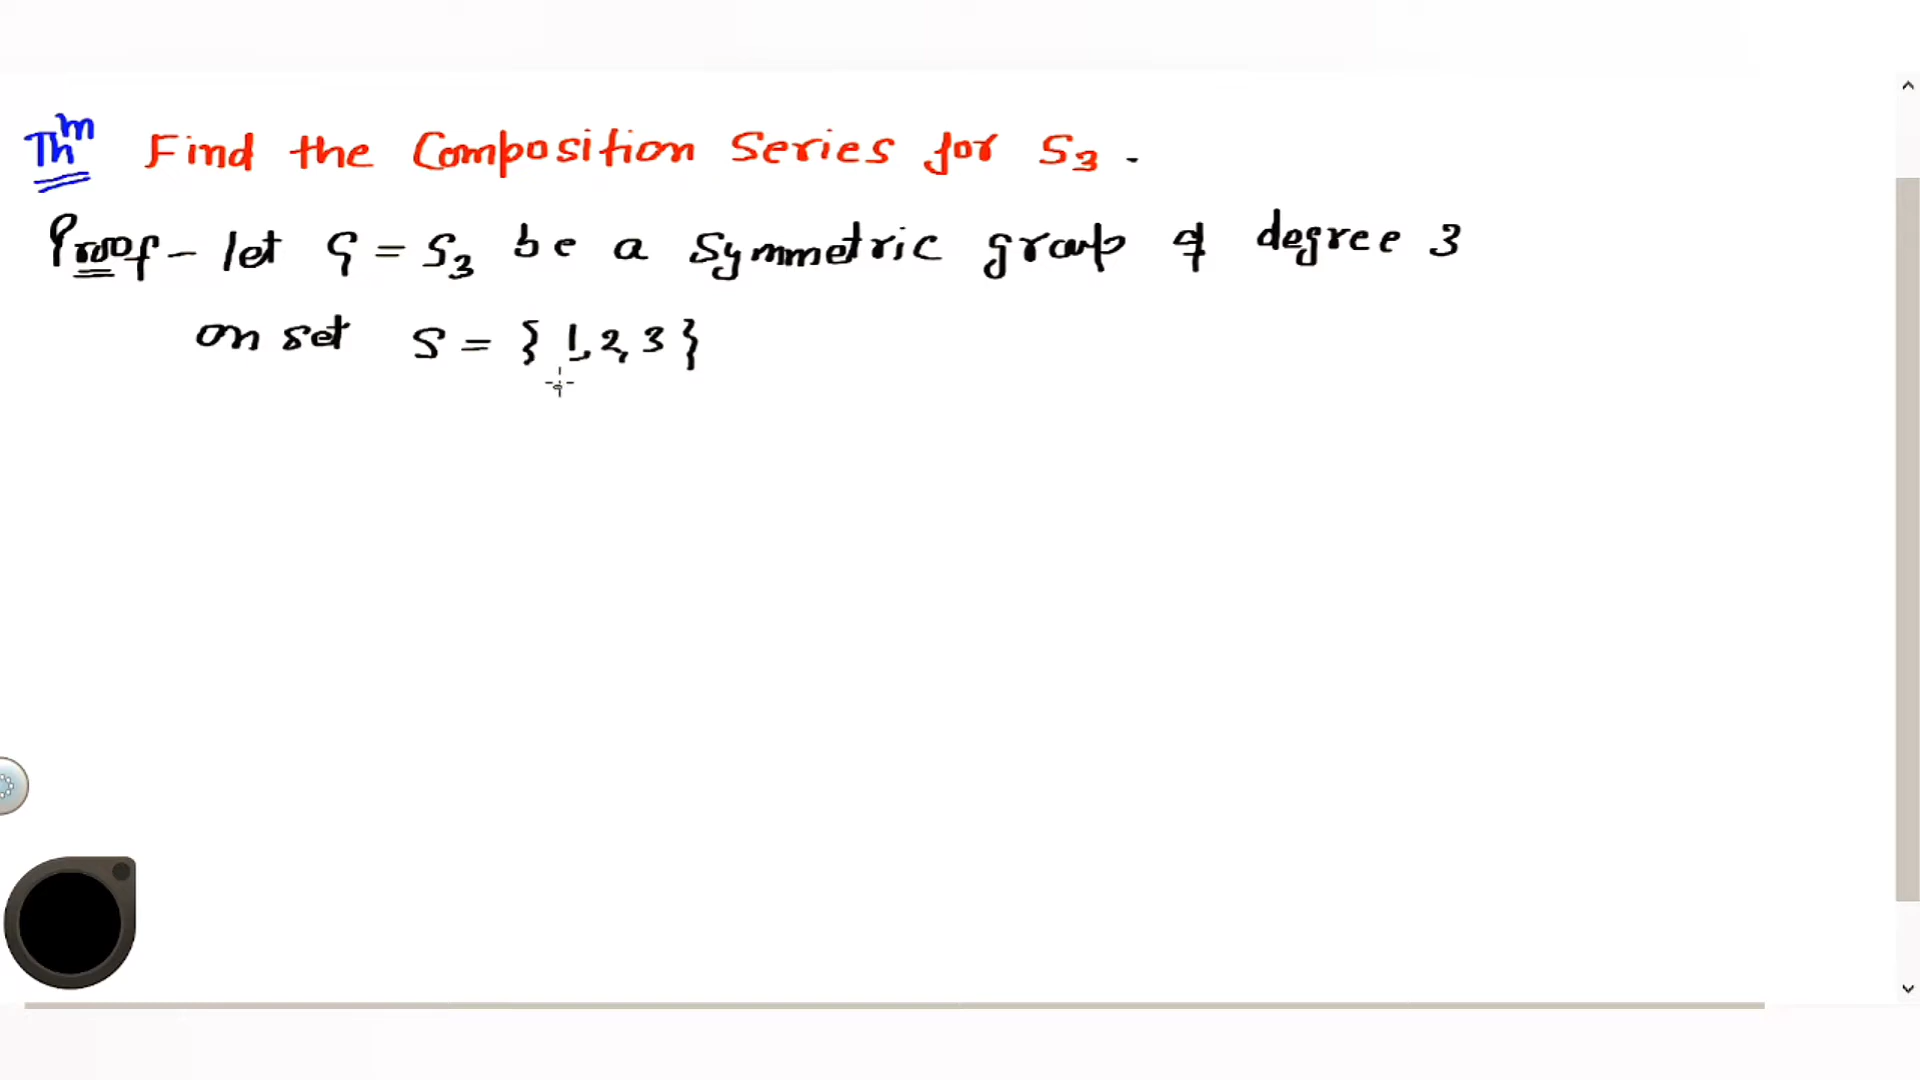 Thm Find the Composition Series for S3 .
Proof - let G = S3 be a Symmetric group of degree 3
on set S = { 1, 2, 3 }